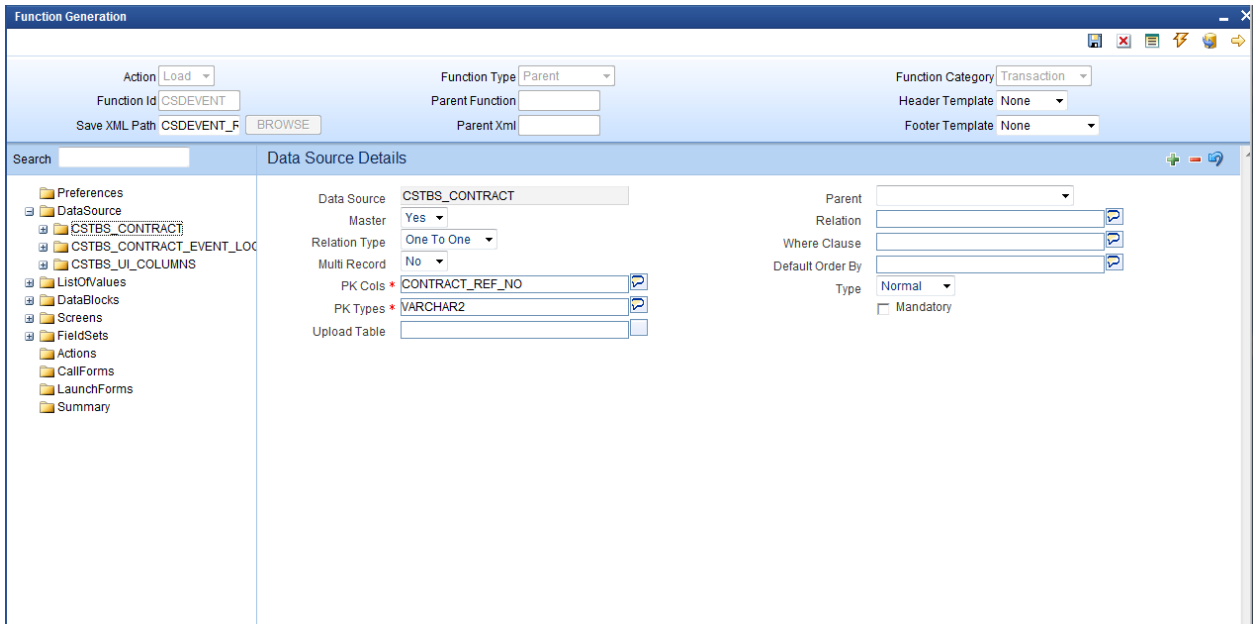 Function Generation
Action Load Function Type Parent Function Category Transaction
Function Id CSDEVENT Parent Function Header Template None
Save XML Path CSDEVENT_F BROWSE Parent Xml Footer Template None
Search Data Source Details
Preferences
DataSource
CSTBS_CONTRACT
CSTBS_CONTRACT_EVENT_LOG
CSTBS_UI_COLUMNS
ListOfValues
DataBlocks
Screens
FieldSets
Actions
CallForms
LaunchForms
Summary
Data Source CSTBS_CONTRACT Parent
Master Yes Relation
Relation Type One To One Where Clause
Multi Record No Default Order By
PK Cols * CONTRACT_REF_NO Type Normal
PK Types * VARCHAR2 Mandatory
Upload Table